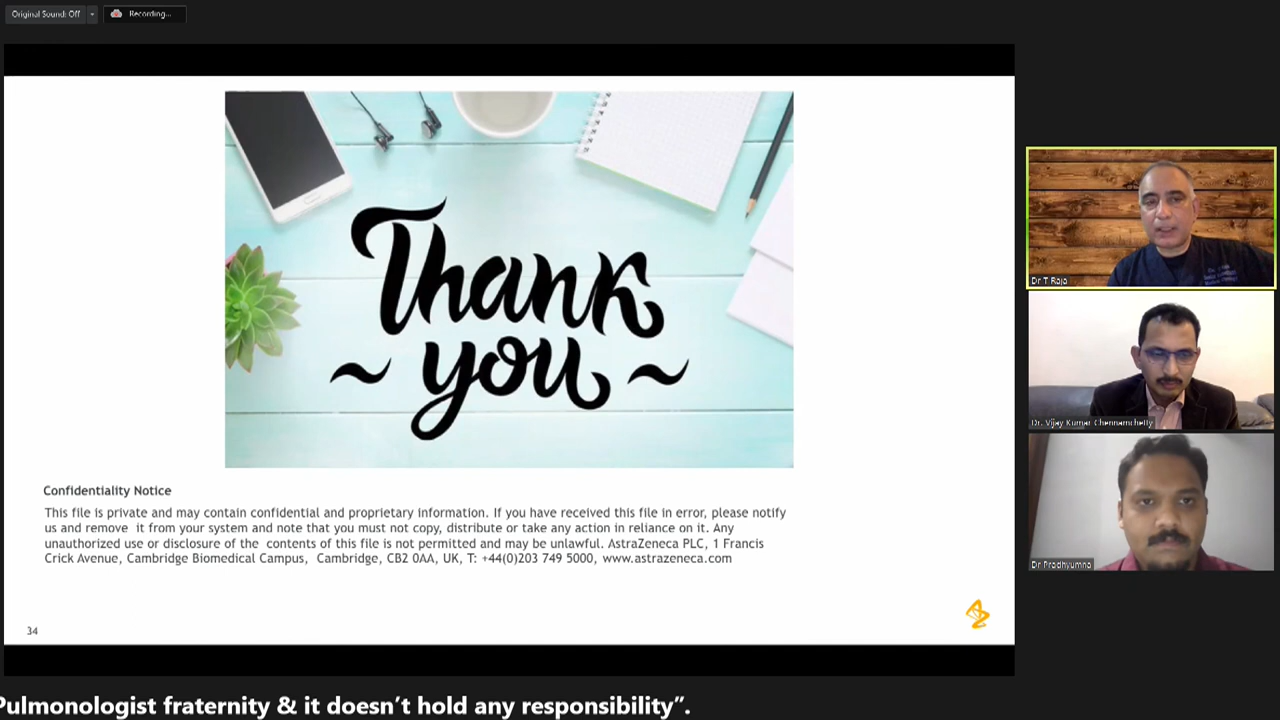 Original Sound: Off
Recording...
Thank
~ you ~
Confidentiality Notice
This file is private and may contain confidential and proprietary information. If you have received this file in error, please notify
us and remove  it from your system and note that you must not copy, distribute or take any action in reliance on it. Any
unauthorized use or disclosure of the  contents of this file is not permitted and may be unlawful. AstraZeneca PLC, 1 Francis
Crick Avenue, Cambridge Biomedical Campus,  Cambridge, CB2 0AA, UK, T: +44(0)203 749 5000, www.astrazeneca.com
34
Dr T Raja
Dr. Vijay Kumar Chennamchetty
Dr Pradhyumna
Pulmonologist fraternity & it doesn’t hold any responsibility”.